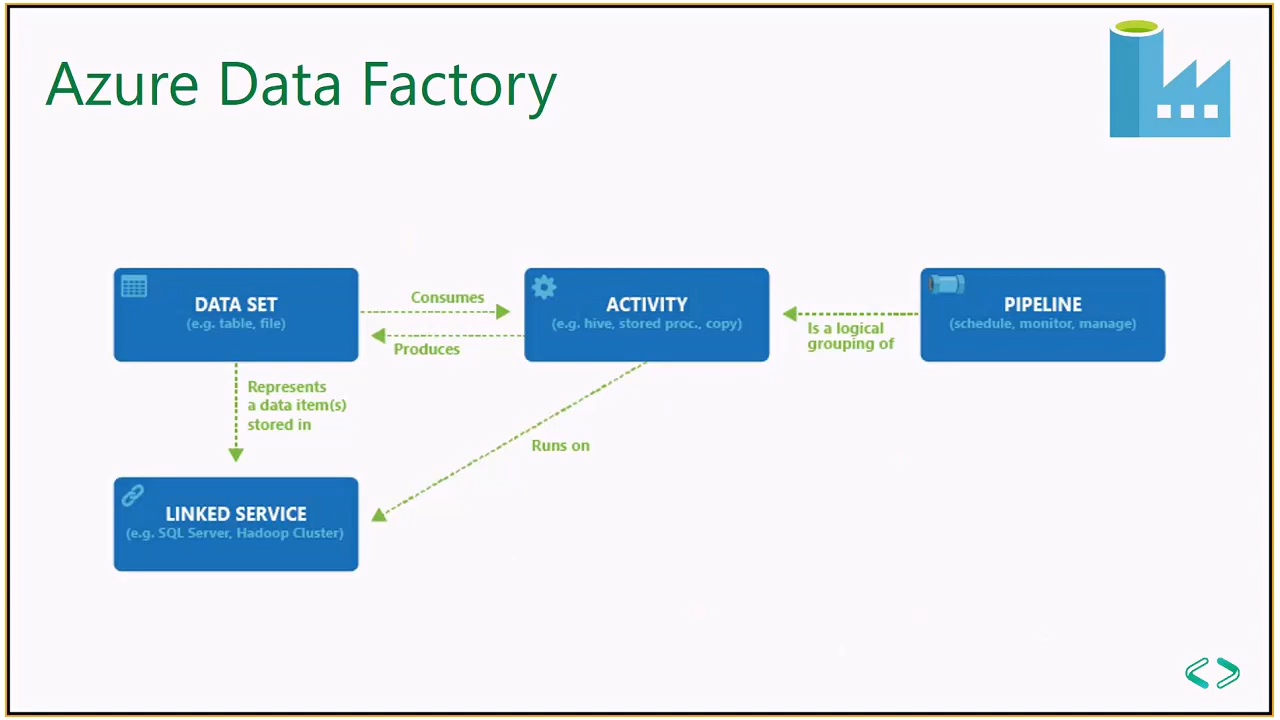 Azure Data Factory
DATA SET
(e.g. table, file)
Consumes
Produces
ACTIVITY
(e.g. hive, stored proc., copy)
Is a logical
grouping of
PIPELINE
(schedule, monitor, manage)
Represents
a data item(s)
stored in
Runs on
LINKED SERVICE
(e.g. SQL Server, Hadoop Cluster)